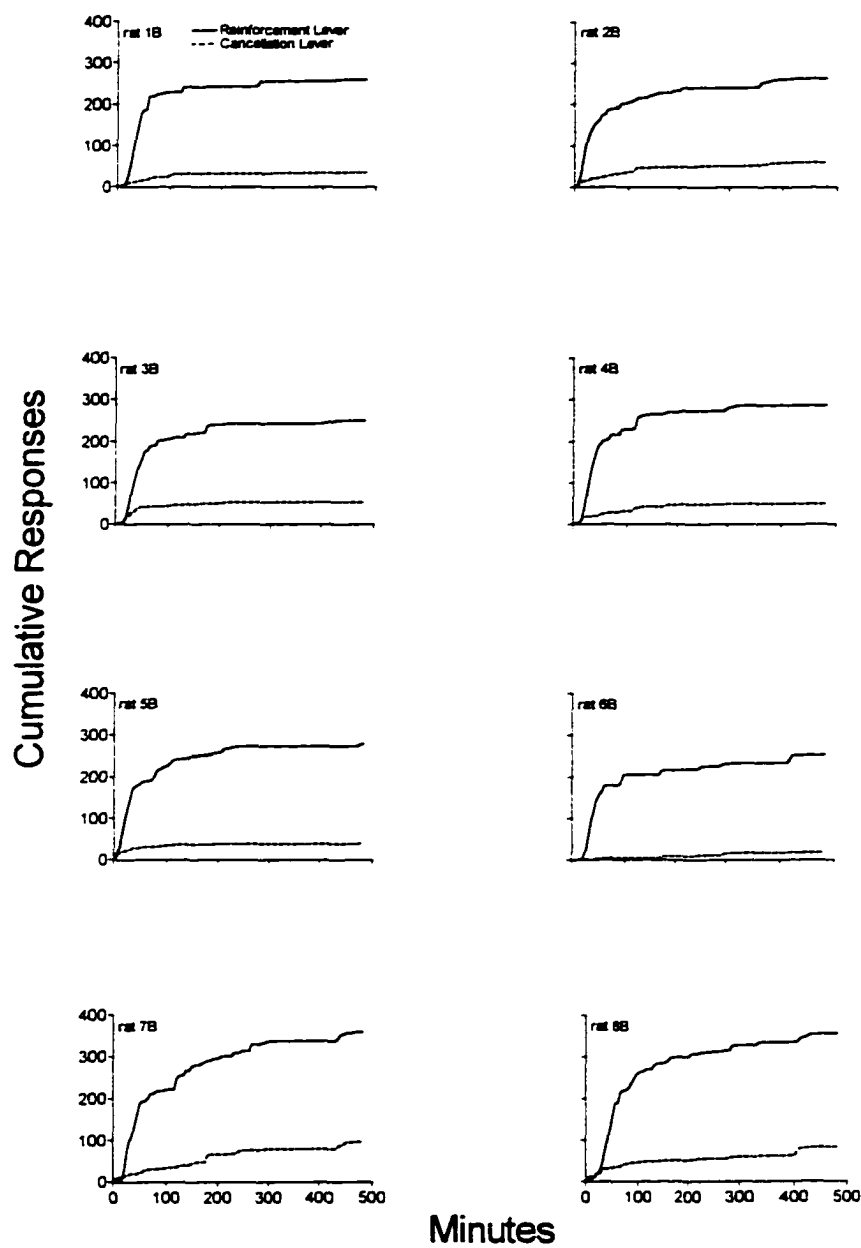 400
300
200
100
0
rat 1B
Reinforcement Lever
Cancellation Lever
rat 2B
400
300
200
100
0
rat 3B
rat 4B
Cumulative Responses
400
300
200
100
0
rat 5B
rat 6B
400
300
200
100
0
rat 7B
rat 8B
0 100 200 300 400 500
0 100 200 300 400 500
Minutes